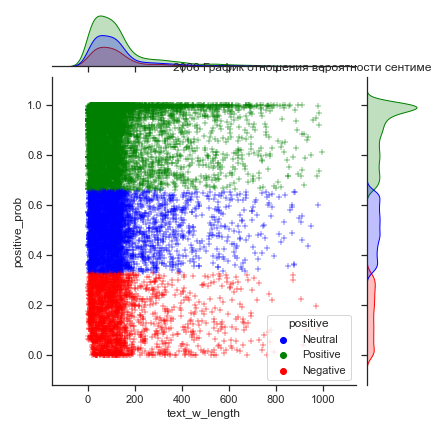 2008 График отношения вероятности сентиме
1.0
0.8
0.6
0.4
0.2
0.0
positive_prob
0 200 400 600 800 1000
text_w_length
positive
Neutral
Positive
Negative